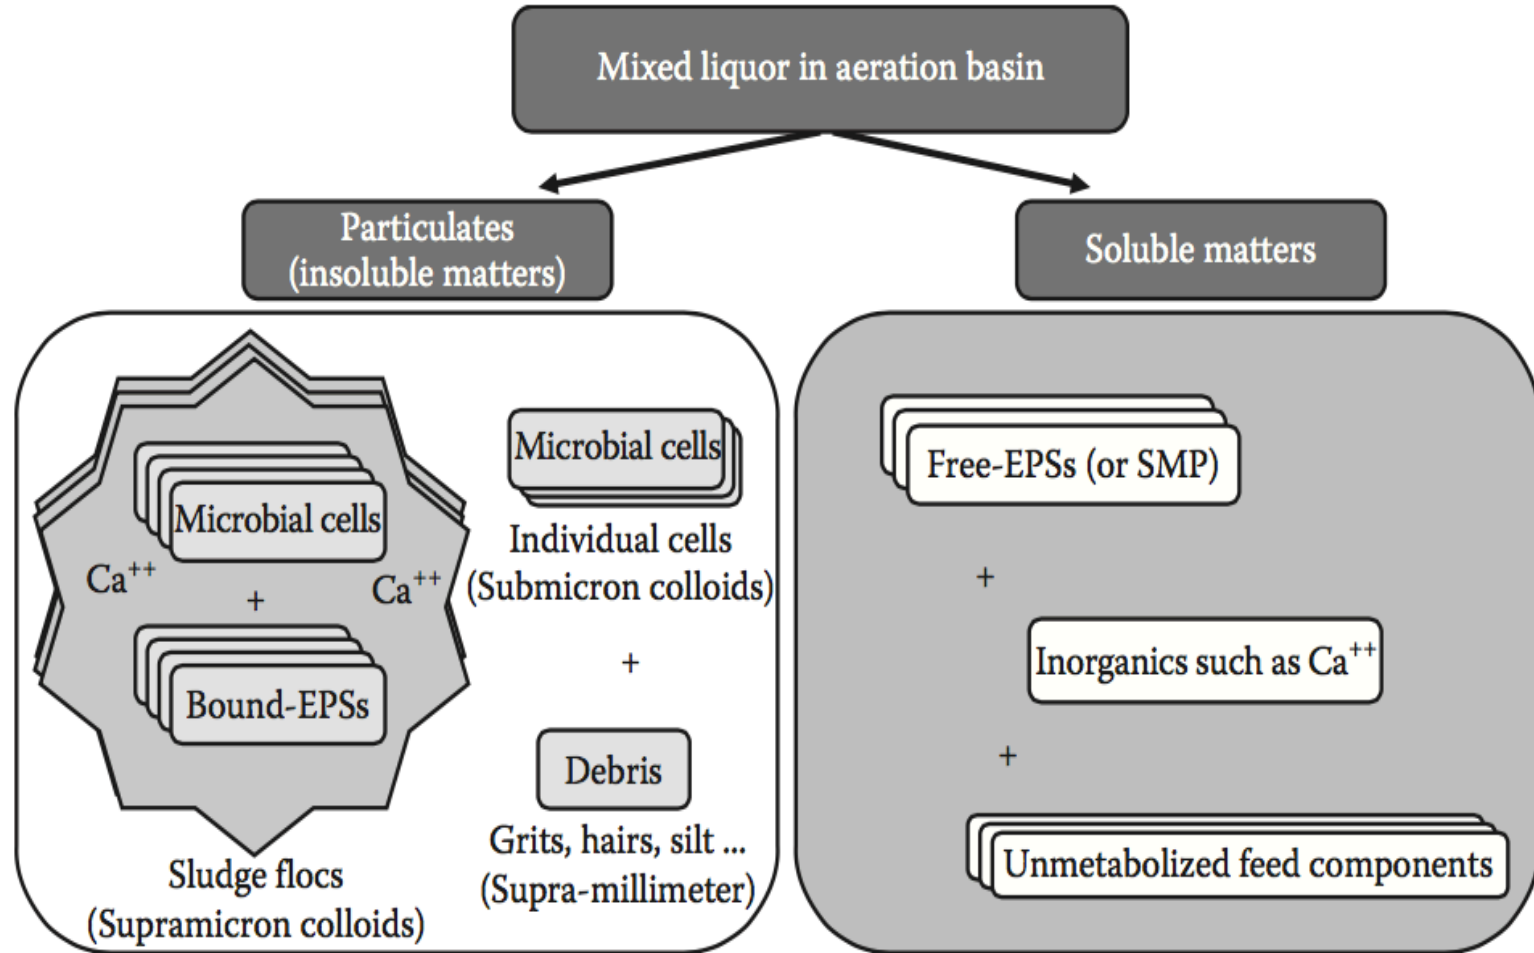 Mixed liquor in aeration basin
Particulates
(insoluble matters)
Soluble matters
Microbial cells
Ca⁺⁺
Ca⁺⁺
+
Bound-EPSs
Sludge flocs
(Supramicron colloids)
Microbial cells
Individual cells
(Submicron colloids)
+
Debris
Grits, hairs, silt ...
(Supra-millimeter)
Free-EPSs (or SMP)
+
Inorganics such as Ca⁺⁺
+
Unmetabolized feed components